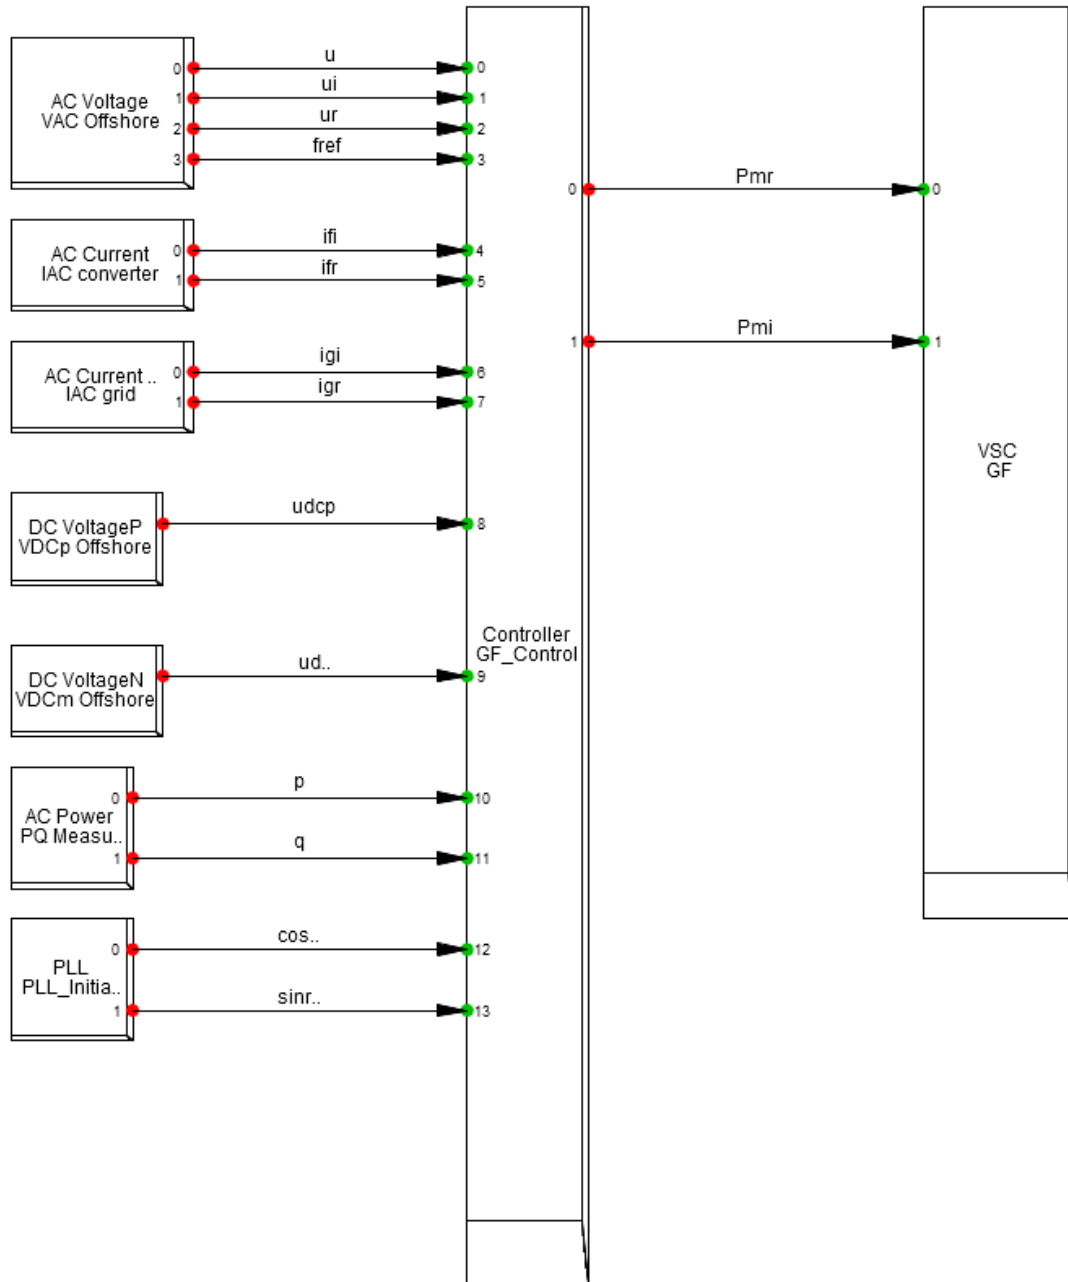 AC Voltage
VAC Offshore
0 u 0
1 ui 1
2 ur 2
3 fref 3
AC Current
IAC converter
0 ifi 4
1 ifr 5
AC Current ..
IAC grid
0 igi 6
1 igr 7
DC VoltageP
VDCp Offshore
udcp 8
DC VoltageN
VDCm Offshore
ud.. 9
AC Power
PQ Measu..
0 p 10
1 q 11
PLL
PLL_Initia..
0 cos.. 12
1 sinr.. 13
Controller
GF_Control
0 Pmr 0
1 Pmi 1
VSC
GF